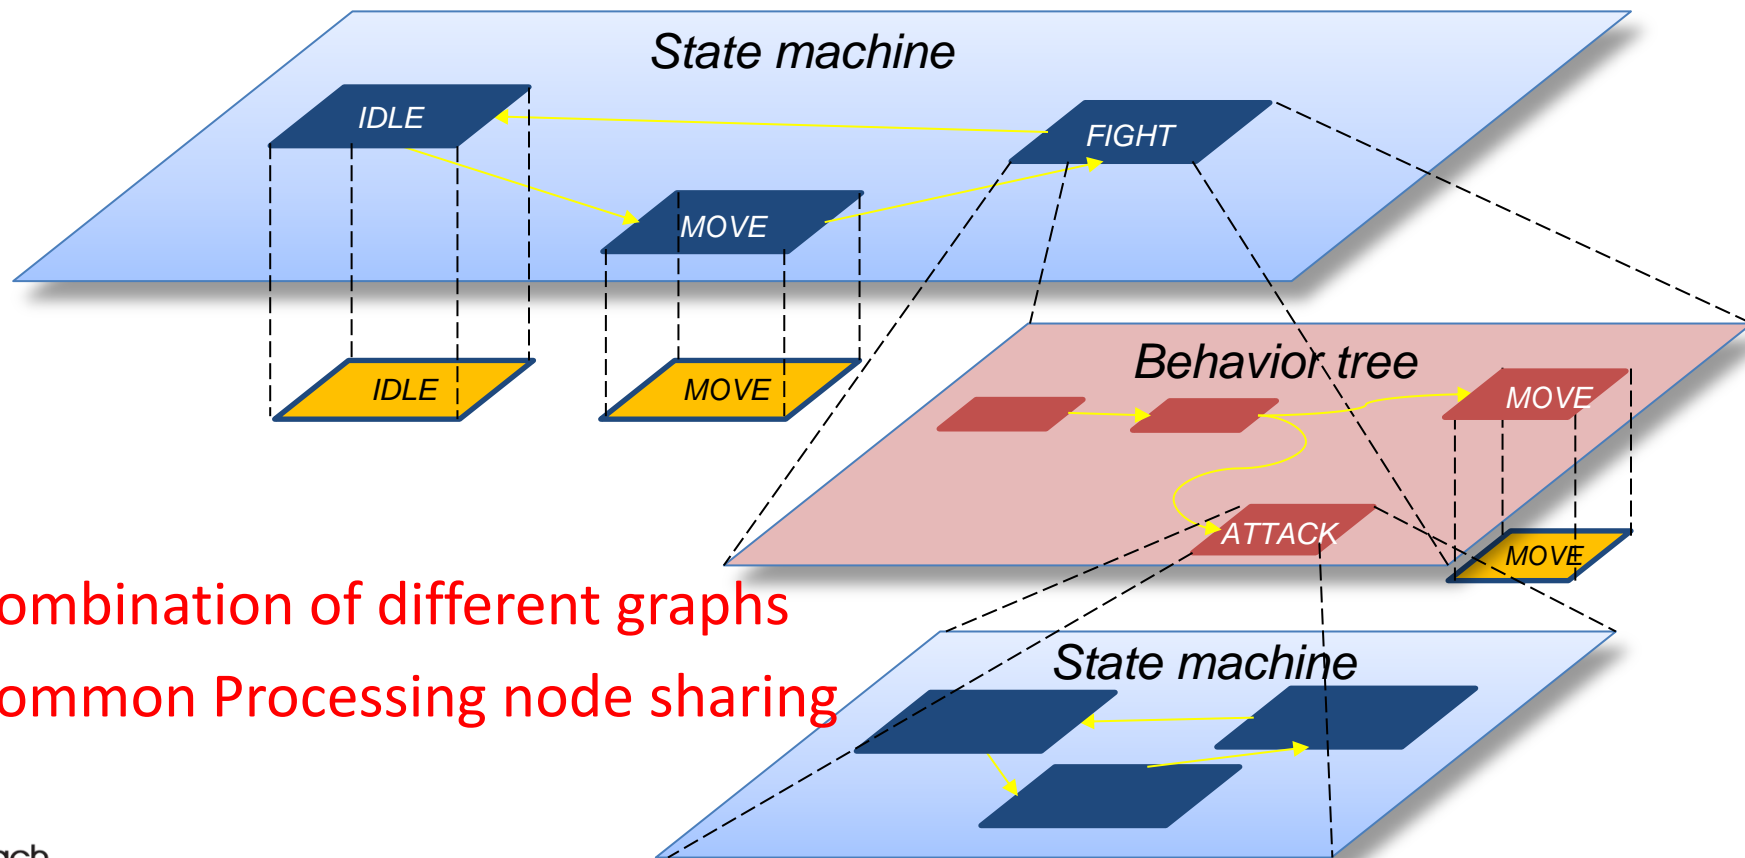 State machine
IDLE
FIGHT
MOVE
Behavior tree
IDLE
MOVE
MOVE
ATTACK
MOVE
ombination of different graphs
State machine
ommon Processing node sharing